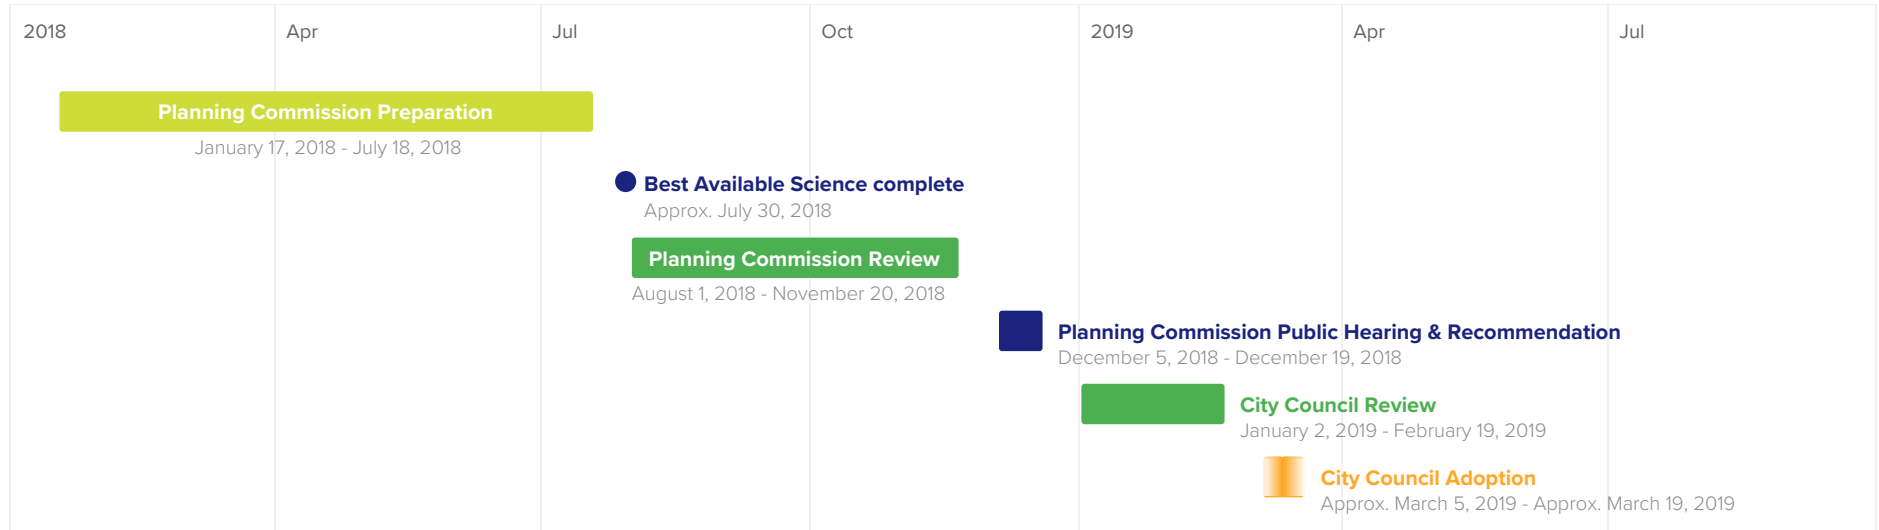 2018
Apr
Jul
Oct
2019
Apr
Jul
Planning Commission Preparation
January 17, 2018 - July 18, 2018
Best Available Science complete
Approx. July 30, 2018
Planning Commission Review
August 1, 2018 - November 20, 2018
Planning Commission Public Hearing & Recommendation
December 5, 2018 - December 19, 2018
City Council Review
January 2, 2019 - February 19, 2019
City Council Adoption
Approx. March 5, 2019 - Approx. March 19, 2019